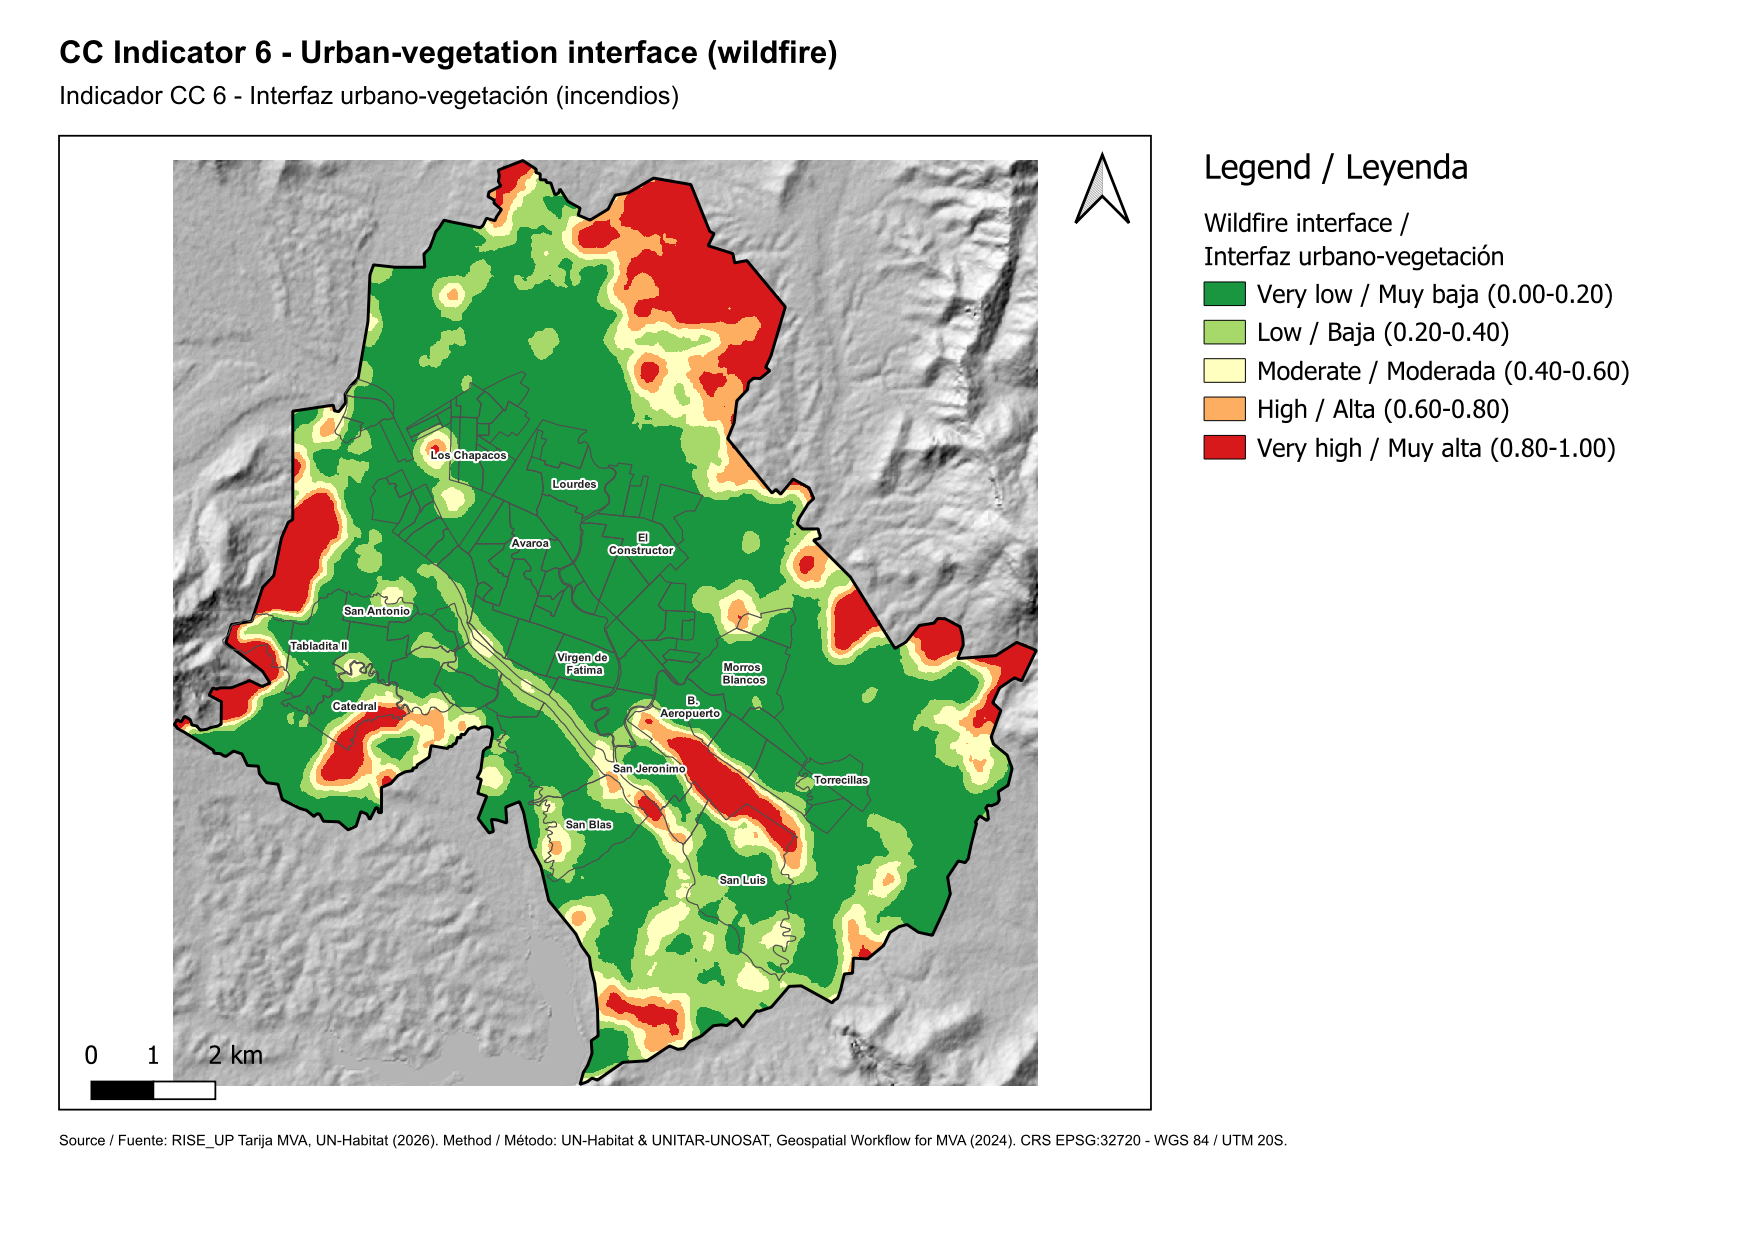 CC Indicator 6 - Urban-vegetation interface (wildfire)
Indicador CC 6 - Interfaz urbano-vegetación (incendios)
Legend / Leyenda
Wildfire interface /
Interfaz urbano-vegetación
Very low / Muy baja (0.00-0.20)
Low / Baja (0.20-0.40)
Moderate / Moderada (0.40-0.60)
High / Alta (0.60-0.80)
Very high / Muy alta (0.80-1.00)
Los Chapacos
Lourdes
Avaroa
El
Constructor
San Antonio
Tabladita II
Virgen de
Fatima
Morros
Blancos
Catedral
B.
Aeropuerto
San Jeronimo
Torrecillas
San Blas
San Luis
0 1 2 km
Source / Fuente: RISE_UP Tarija MVA, UN-Habitat (2026). Method / Método: UN-Habitat & UNITAR-UNOSAT, Geospatial Workflow for MVA (2024). CRS EPSG:32720 - WGS 84 / UTM 20S.